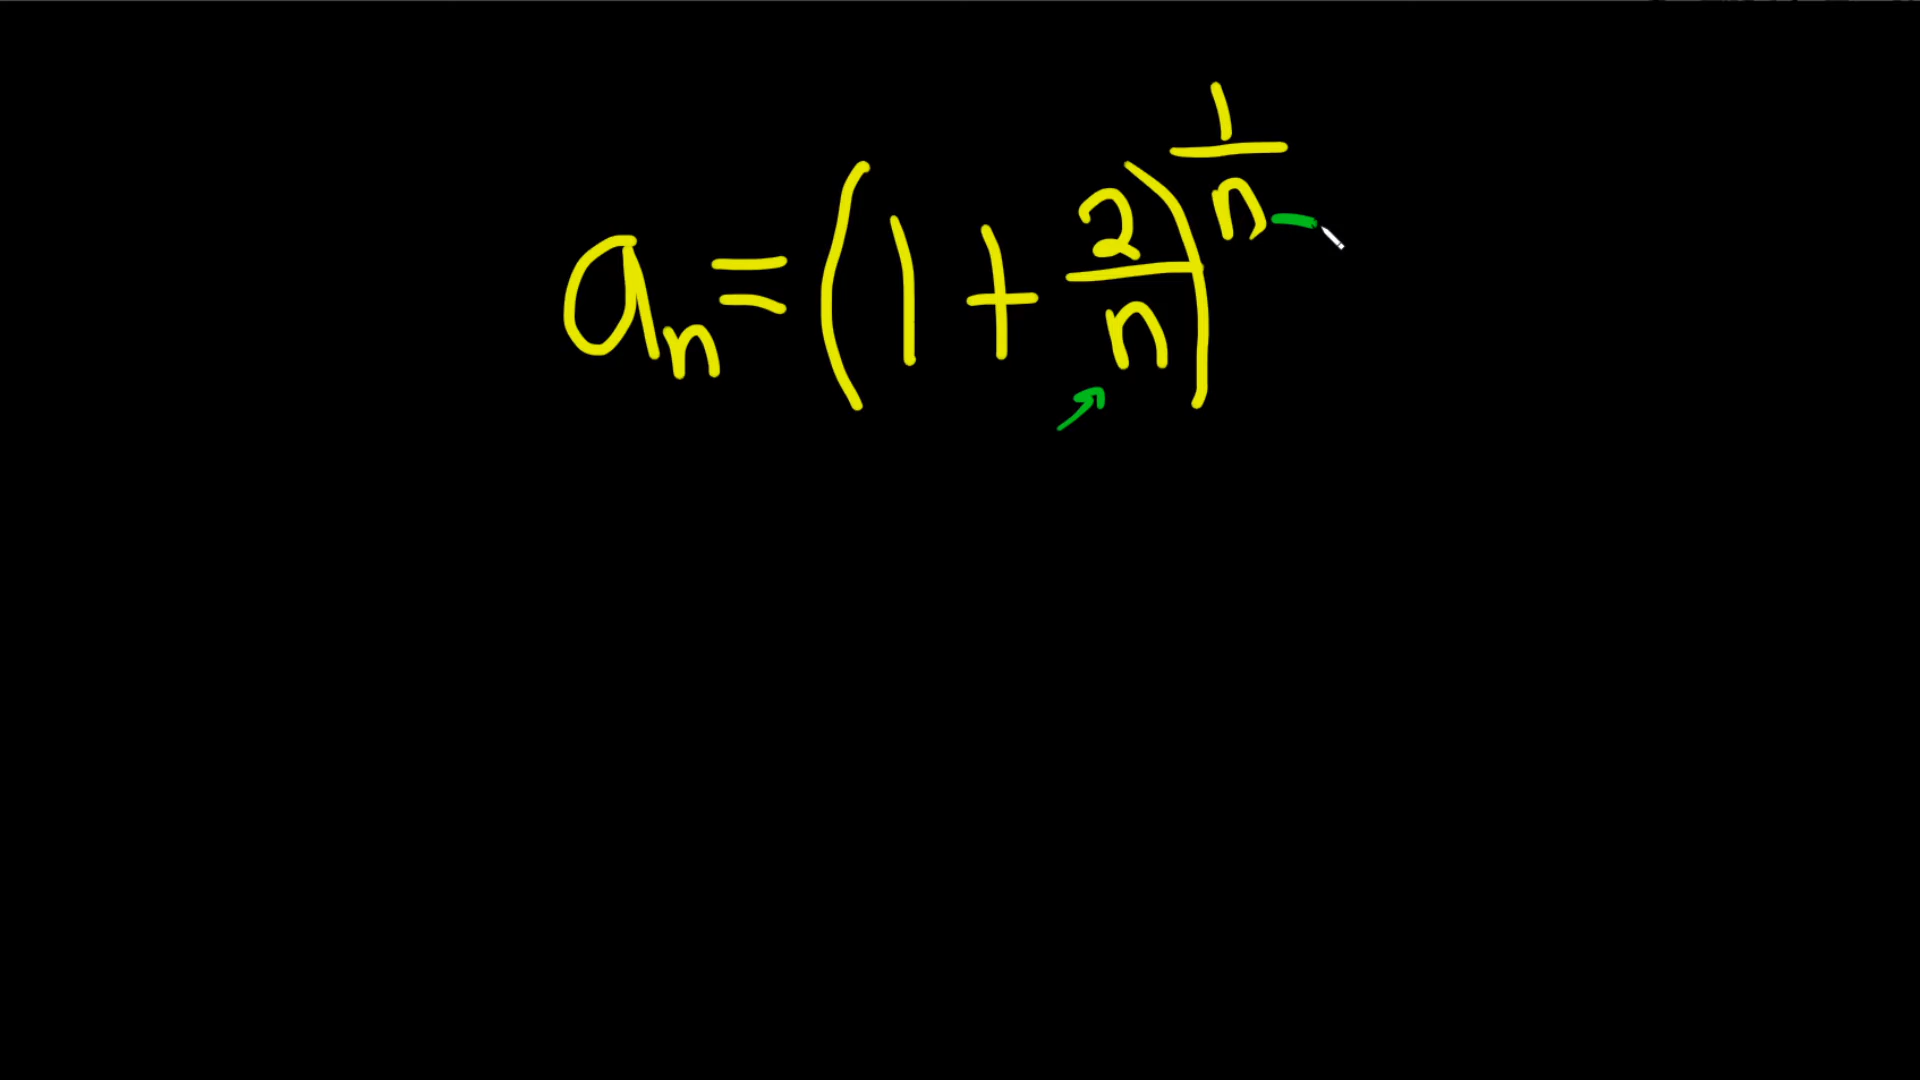 aₙ = (1 + 2/n)^(1/n)